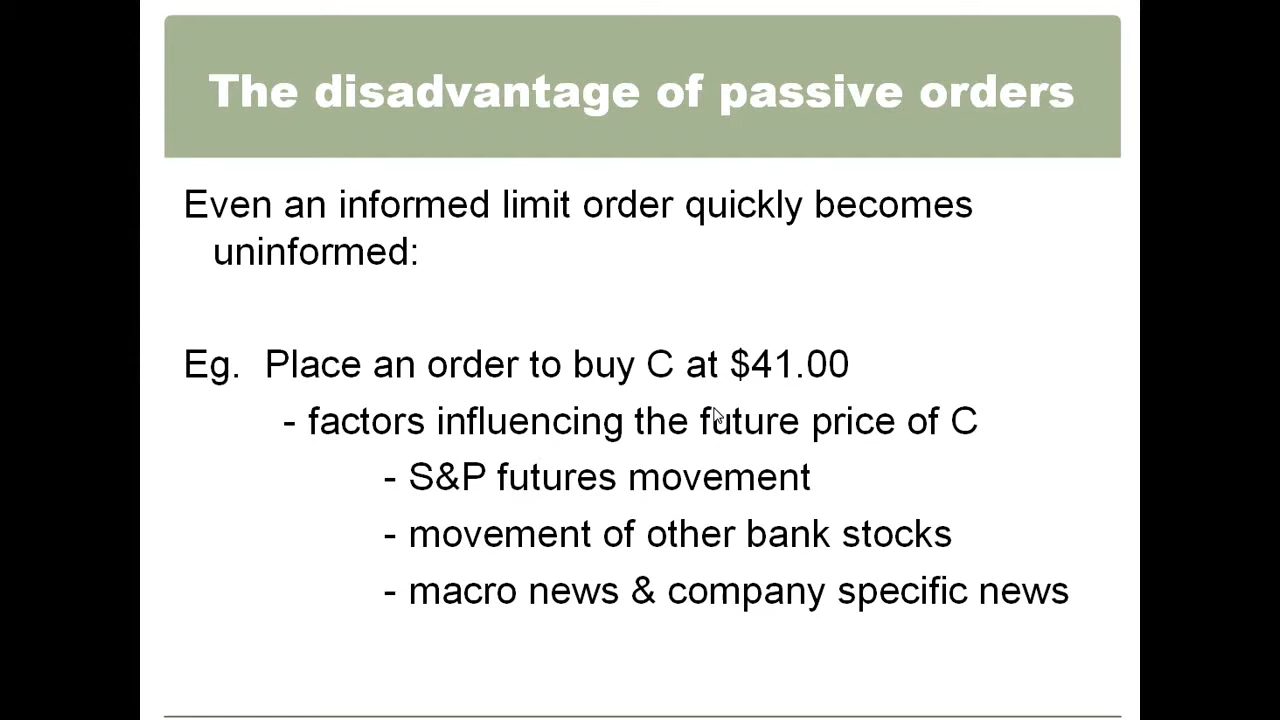 The disadvantage of passive orders
Even an informed limit order quickly becomes
uninformed:
Eg. Place an order to buy C at $41.00
- factors influencing the future price of C
- S&P futures movement
- movement of other bank stocks
- macro news & company specific news